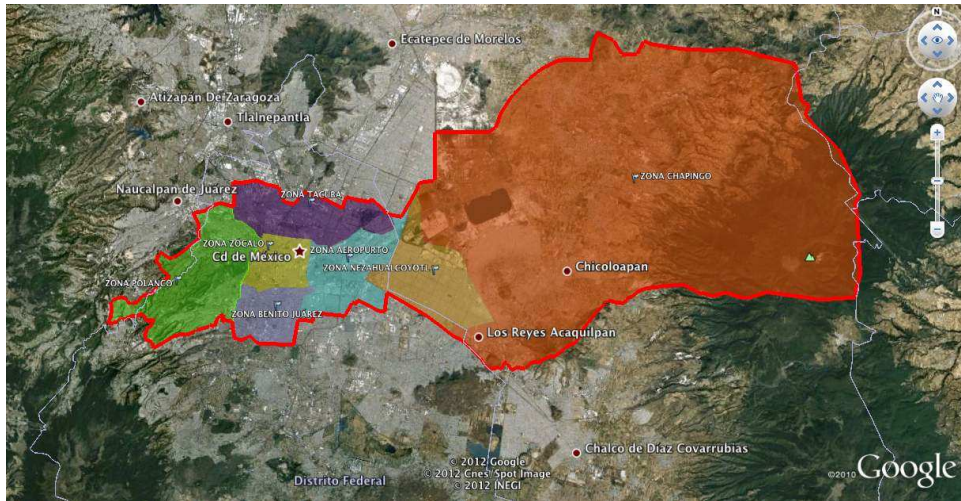 N
Ecatepec de Morelos
Atizapán De Zaragoza
Tlalnepantla
ZONA CHAPINGO
Naucalpan de Juárez
ZONA TACUBA
ZONA ZOCALO
ZONA AEROPUERTO
Cd de México
ZONA NEZAHUALCOYOTL
Chicoloapan
ZONA POLANCO
ZONA BENITO JUAREZ
Los Reyes Acaquilpan
Chalco de Díaz Covarrubias
© 2012 Google
© 2012 Cnes/Spot Image
© 2012 INEGI
Distrito Federal
©2010 Google